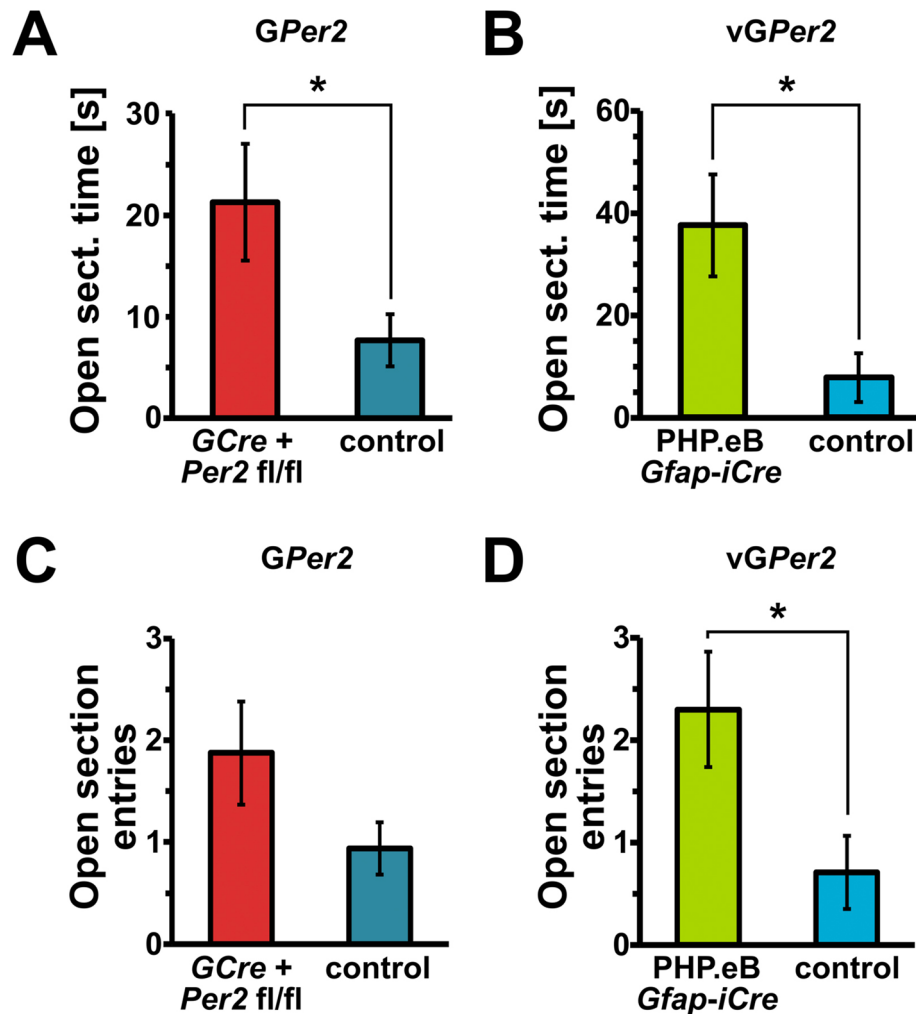 A
GPer2
Open sect. time [s]
30
20
10
0
*
GCre +
Per2 fl/fl
control
B
vGPer2
Open sect. time [s]
60
40
20
0
*
PHP.eB
Gfap-iCre
control
C
GPer2
Open section
entries
3
2
1
0
GCre +
Per2 fl/fl
control
D
vGPer2
Open section
entries
3
2
1
0
*
PHP.eB
Gfap-iCre
control